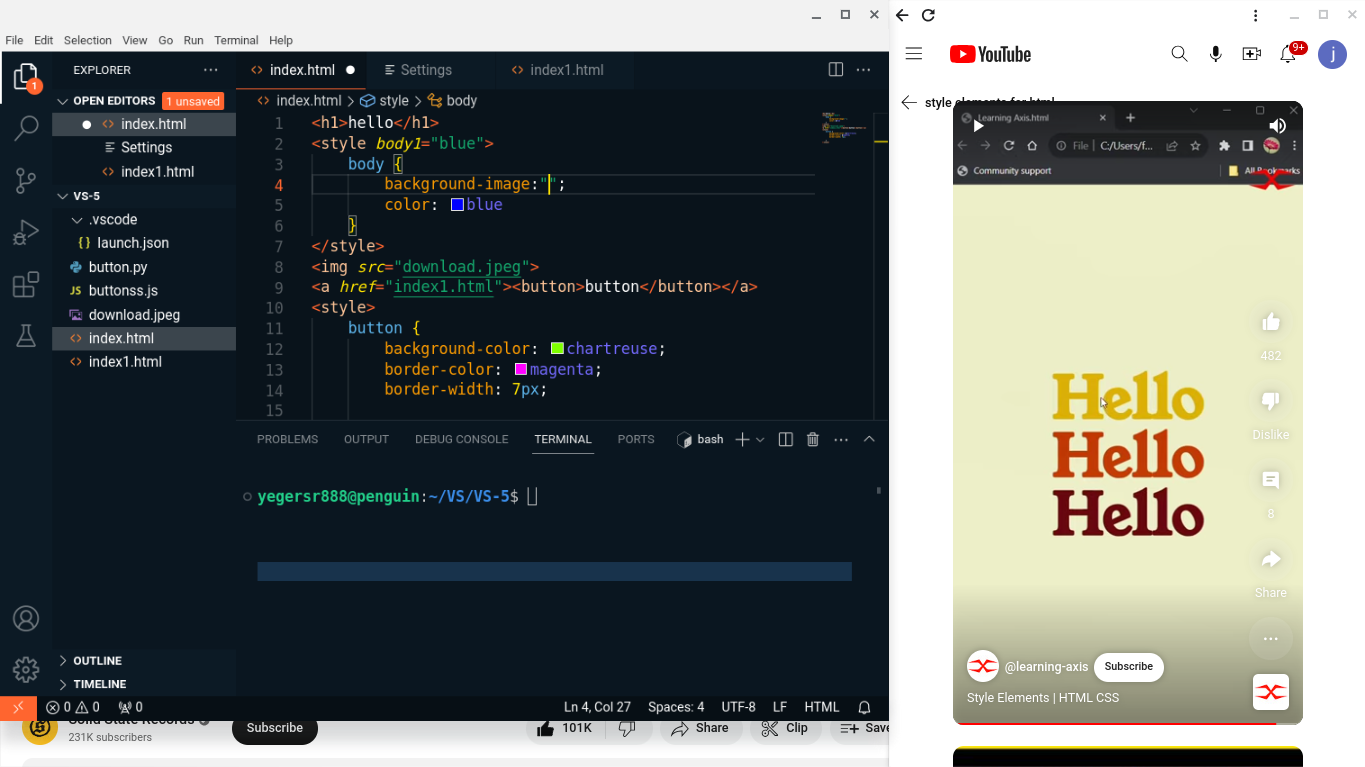 File Edit Selection View Go Run Terminal Help
EXPLORER
1
OPEN EDITORS 1 unsaved
index.html
Settings
index1.html
VS-5
.vscode
launch.json
button.py
JS buttonss.js
download.jpeg
index.html
index1.html
OUTLINE
TIMELINE
index.html Settings index1.html
index.html > style > body
1 <h1>hello</h1>
2 <style body1="blue">
3 body {
4 background-image:"";
5 color: blue
6 }
7 </style>
8 <img src="download.jpeg">
9 <a href="index1.html"><button>button</button></a>
10 <style>
11 button {
12 background-color: chartreuse;
13 border-color: magenta;
14 border-width: 7px;
15
PROBLEMS OUTPUT DEBUG CONSOLE TERMINAL PORTS bash
yegersr888@penguin:~/VS/VS-5$
0 0 0 Ln 4, Col 27 Spaces: 4 UTF-8 LF HTML
Solid State Records
231K subscribers
Subscribe
101K Share Clip Save
YouTube
9+
j
style elements for html
Learning Axis.html
File C:/Users/f...
Community support All Bookmarks
Hello
Hello
Hello
482
Dislike
8
Share
@learning-axis Subscribe
Style Elements | HTML CSS